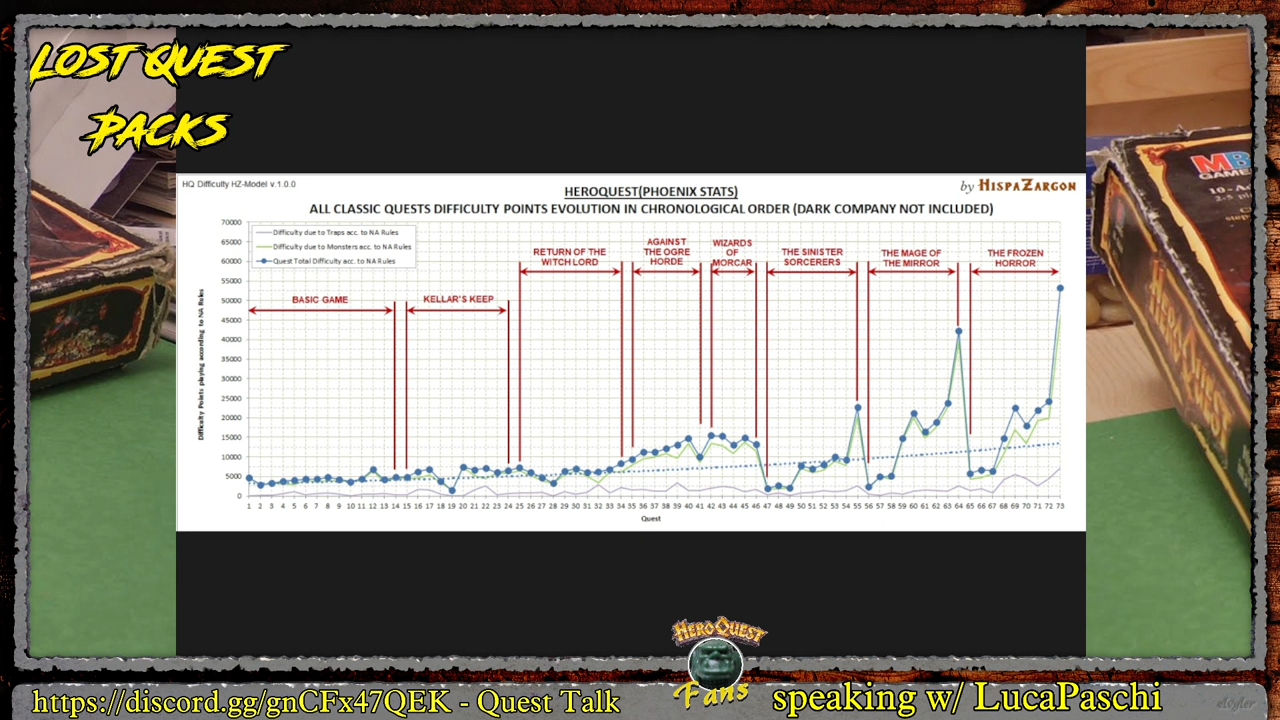 LOST QUEST
PACKS
HQ Difficulty HZ-Model v.1.0.0
by HISPAZARGON
HEROQUEST(PHOENIX STATS)
ALL CLASSIC QUESTS DIFFICULTY POINTS EVOLUTION IN CHRONOLOGICAL ORDER (DARK COMPANY NOT INCLUDED)
Difficulty due to Traps acc. to NA Rules
Difficulty due to Monsters acc. to NA Rules
Quest Total Difficulty acc. to NA Rules
BASIC GAME
KELLAR'S KEEP
RETURN OF THE
WITCH LORD
AGAINST
THE OGRE
HORDE
WIZARDS
OF
MORCAR
THE SINISTER
SORCERERS
THE MAGE OF
THE MIRROR
THE FROZEN
HORROR
Difficulty Points playing according to NA Rules
70000
65000
60000
55000
50000
45000
40000
35000
30000
25000
20000
15000
10000
5000
0
1 2 3 4 5 6 7 8 9 10 11 12 13 14 15 16 17 18 19 20 21 22 23 24 25 26 27 28 29 30 31 32 33 34 35 36 37 38 39 40 41 42 43 44 45 46 47 48 49 50 51 52 53 54 55 56 57 58 59 60 61 62 63 64 65 66 67 68 69 70 71 72 73
Quest
MB
GAMES
HEROQUEST
Fans
https://discord.gg/gnCFx47QEK - Quest Talk
speaking w/ LucaPaschi